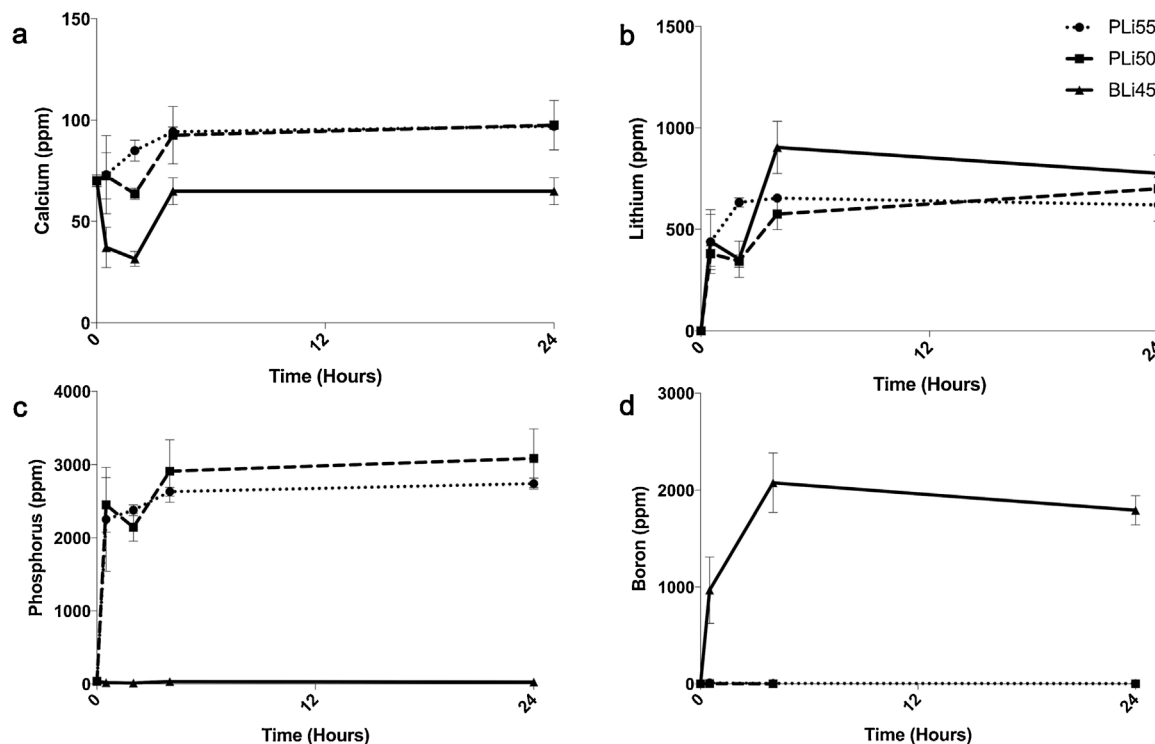 a
150
100
50
0
Calcium (ppm)
0
12
24
Time (Hours)
b
1500
1000
500
0
Lithium (ppm)
0
12
24
Time (Hours)
PLi55
PLi50
BLi45
c
4000
3000
2000
1000
0
Phosphorus (ppm)
0
12
24
Time (Hours)
d
3000
2000
1000
0
Boron (ppm)
0
12
24
Time (Hours)